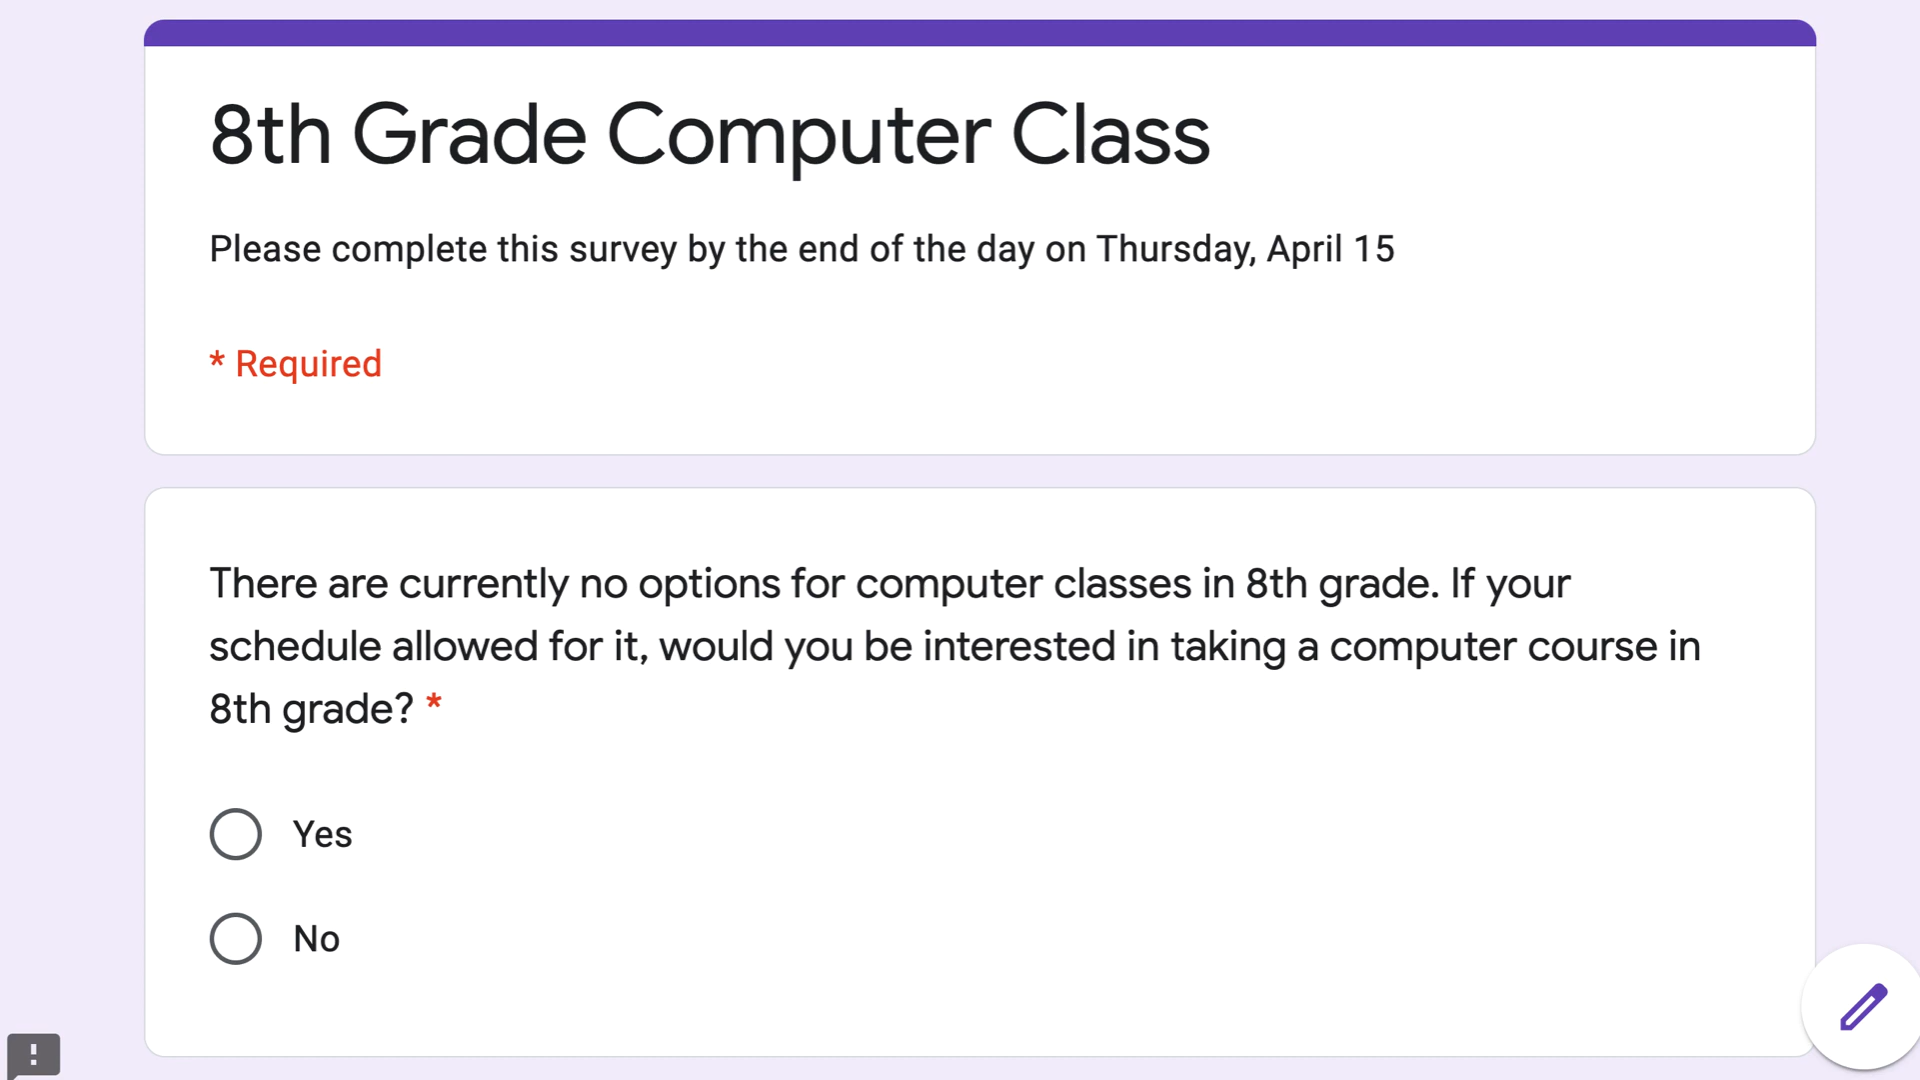 8th Grade Computer Class
Please complete this survey by the end of the day on Thursday, April 15
* Required
There are currently no options for computer classes in 8th grade. If your
schedule allowed for it, would you be interested in taking a computer course in
8th grade? *
Yes
No